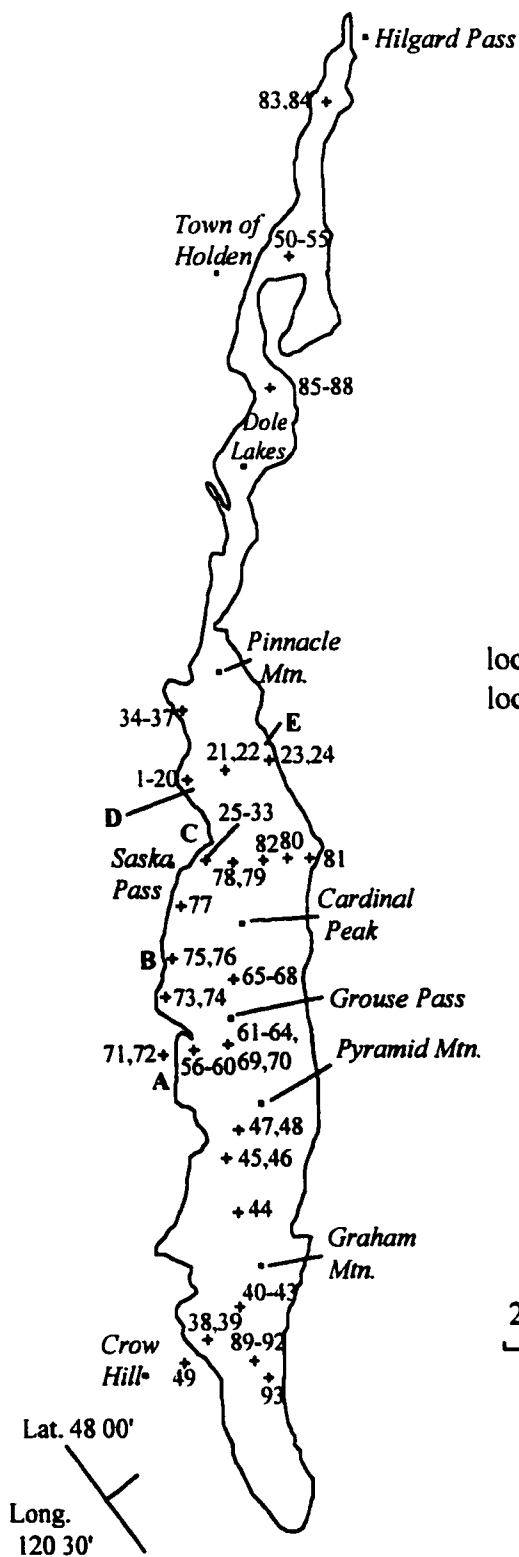 Hilgard Pass
83,84
Town of
Holden
50-55
85-88
Dole
Lakes
Pinnacle
Mtn.
loc
loc
34-37
E
21,22
23,24
1-20
D
25-33
C
82
80
Saska
Pass
78,79
81
77
Cardinal
Peak
B
75,76
65-68
73,74
Grouse Pass
61-64,
69,70
71,72
56-60
Pyramid Mtn.
A
47,48
45,46
44
Graham
Mtn.
40-43
38,39
89-92
2
Crow
Hill
49
93
Lat. 48 00'
Long.
120 30'